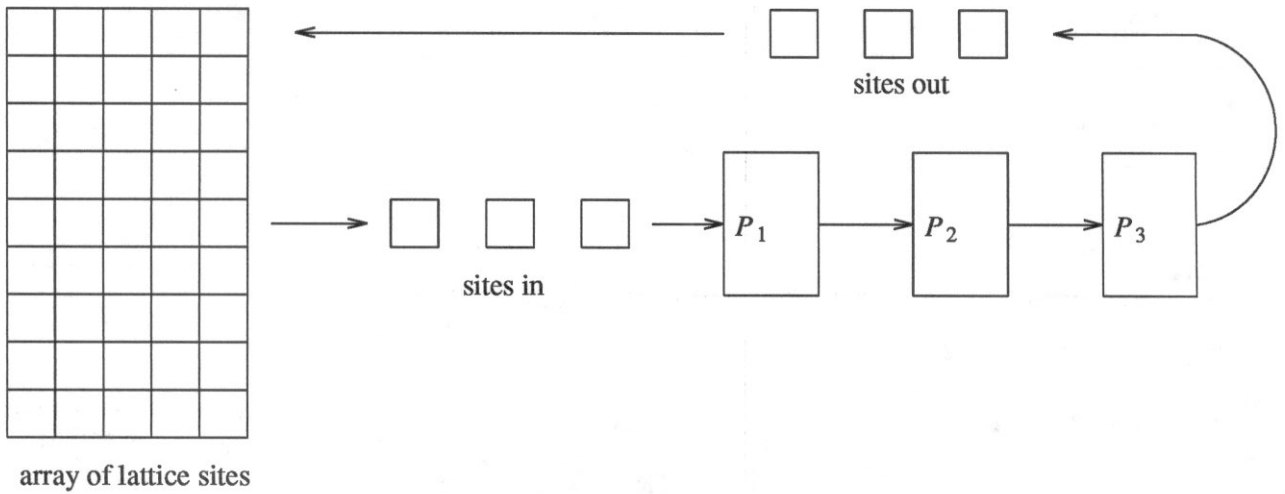 sites out
P1 P2 P3
sites in
array of lattice sites